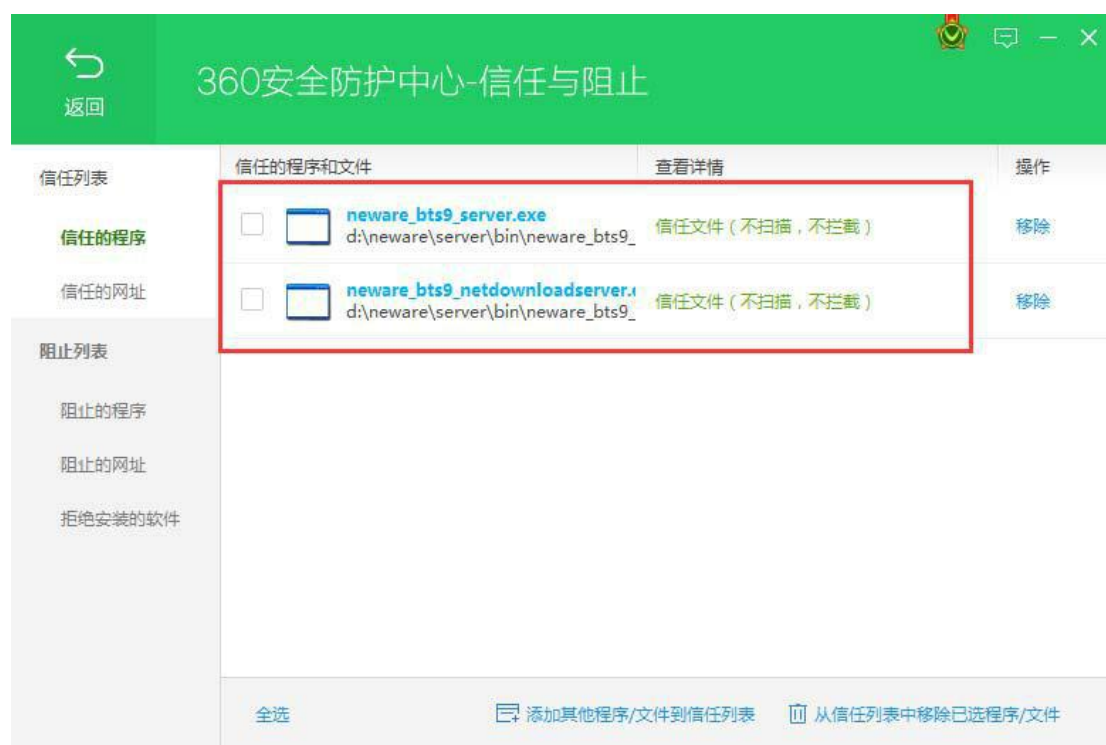 返回
360安全防护中心-信任与阻止
信任列表
信任的程序
信任的网址
阻止列表
阻止的程序
阻止的网址
拒绝安装的软件
信任的程序和文件 查看详情 操作
neware_bts9_server.exe
d:\neware\server\bin\neware_bts9_
信任文件（不扫描，不拦截） 移除
neware_bts9_netdownloadserver.
d:\neware\server\bin\neware_bts9_
信任文件（不扫描，不拦截） 移除
全选 添加其他程序/文件到信任列表 从信任列表中移除已选程序/文件